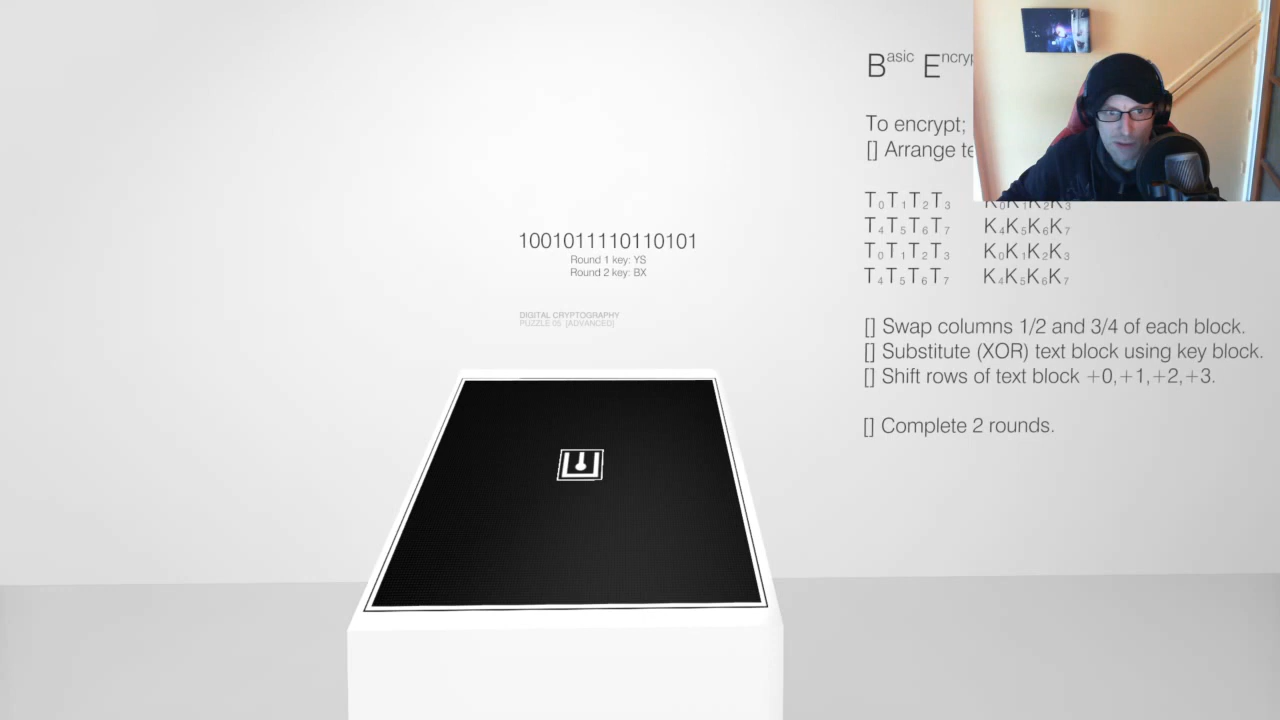 1001011110110101
Round 1 key: YS
Round 2 key: BX
DIGITAL CRYPTOGRAPHY
PUZZLE 05 [ADVANCED]
Basic
To encrypt;
[] Arrange
T0T1T2T3 K0K1K2K3
T4T5T6T7 K4K5K6K7
T0T1T2T3 K0K1K2K3
T4T5T6T7 K4K5K6K7
[] Swap columns 1/2 and 3/4 of each block.
[] Substitute (XOR) text block using key block.
[] Shift rows of text block +0,+1,+2,+3.
[] Complete 2 rounds.